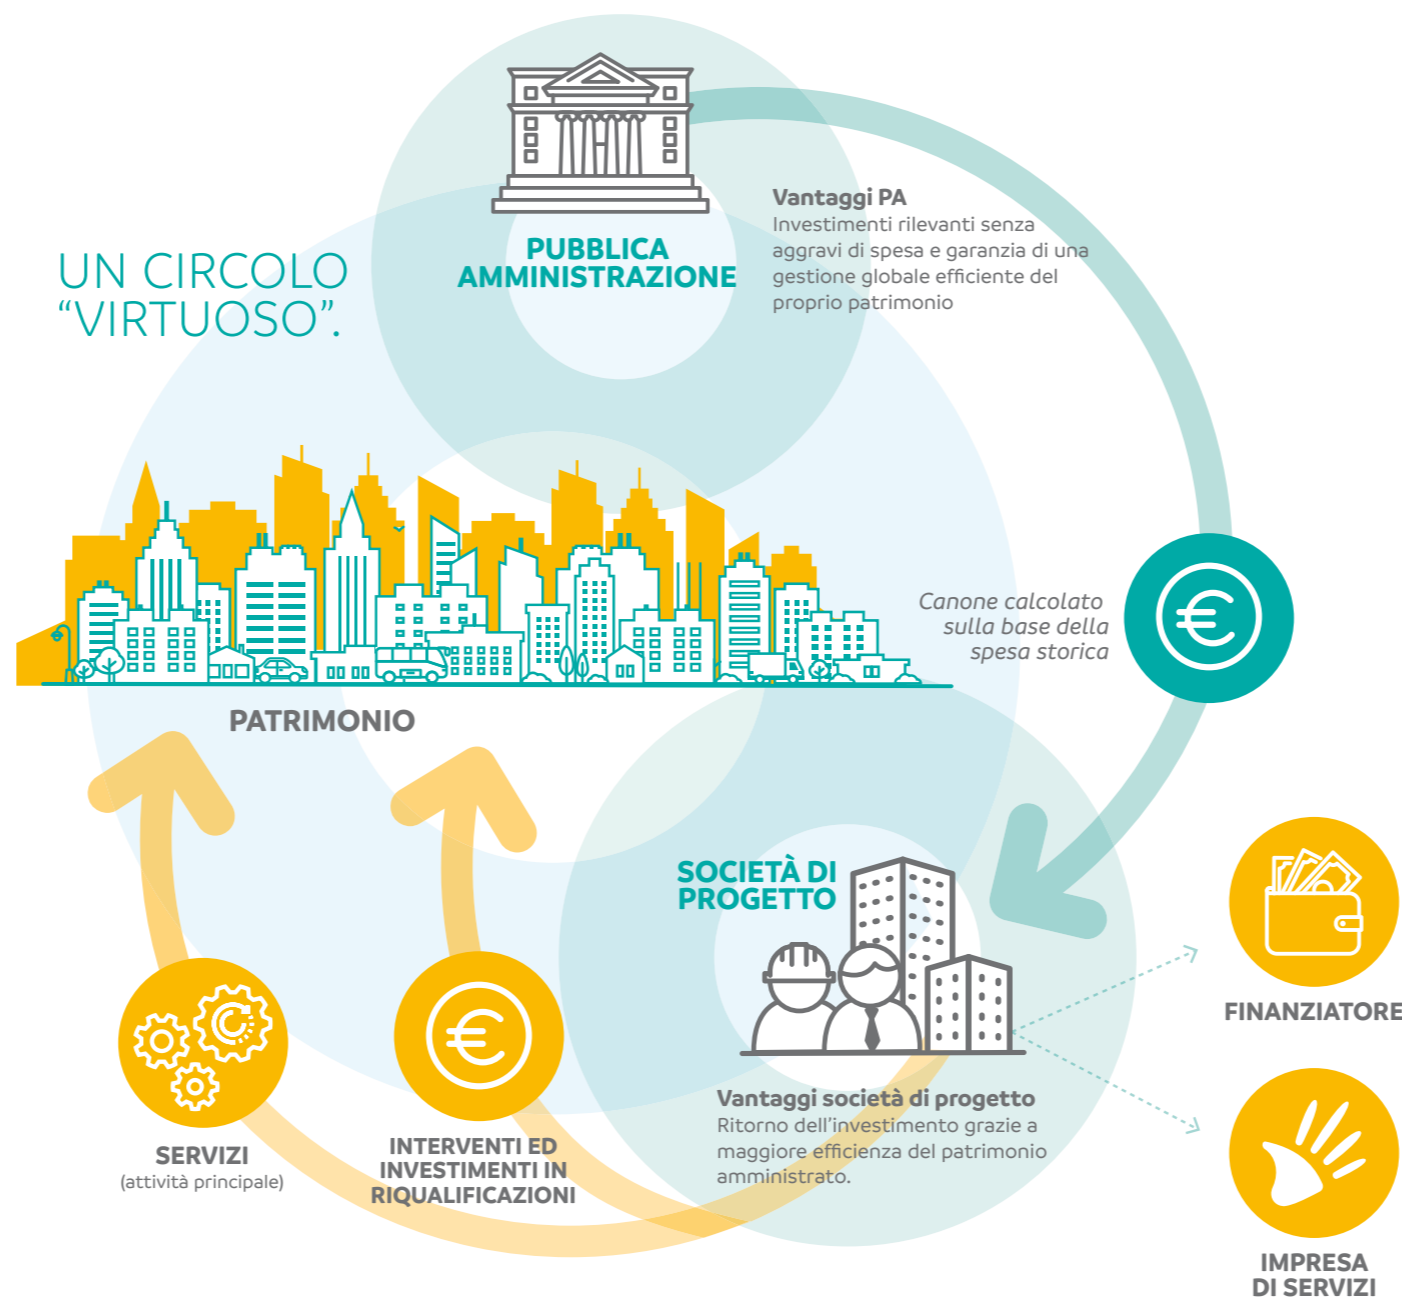 UN CIRCOLO
“VIRTUOSO”.
PUBBLICA
AMMINISTRAZIONE
Vantaggi PA
Investimenti rilevanti senza
aggravi di spesa e garanzia di una
gestione globale efficiente del
proprio patrimonio
Canone calcolato
sulla base della
spesa storica
PATRIMONIO
SOCIETÀ DI
PROGETTO
Vantaggi società di progetto
Ritorno dell’investimento grazie a
maggiore efficienza del patrimonio
amministrato.
SERVIZI
(attività principale)
INTERVENTI ED
INVESTIMENTI IN
RIQUALIFICAZIONI
FINANZIATORE
IMPRESA
DI SERVIZI